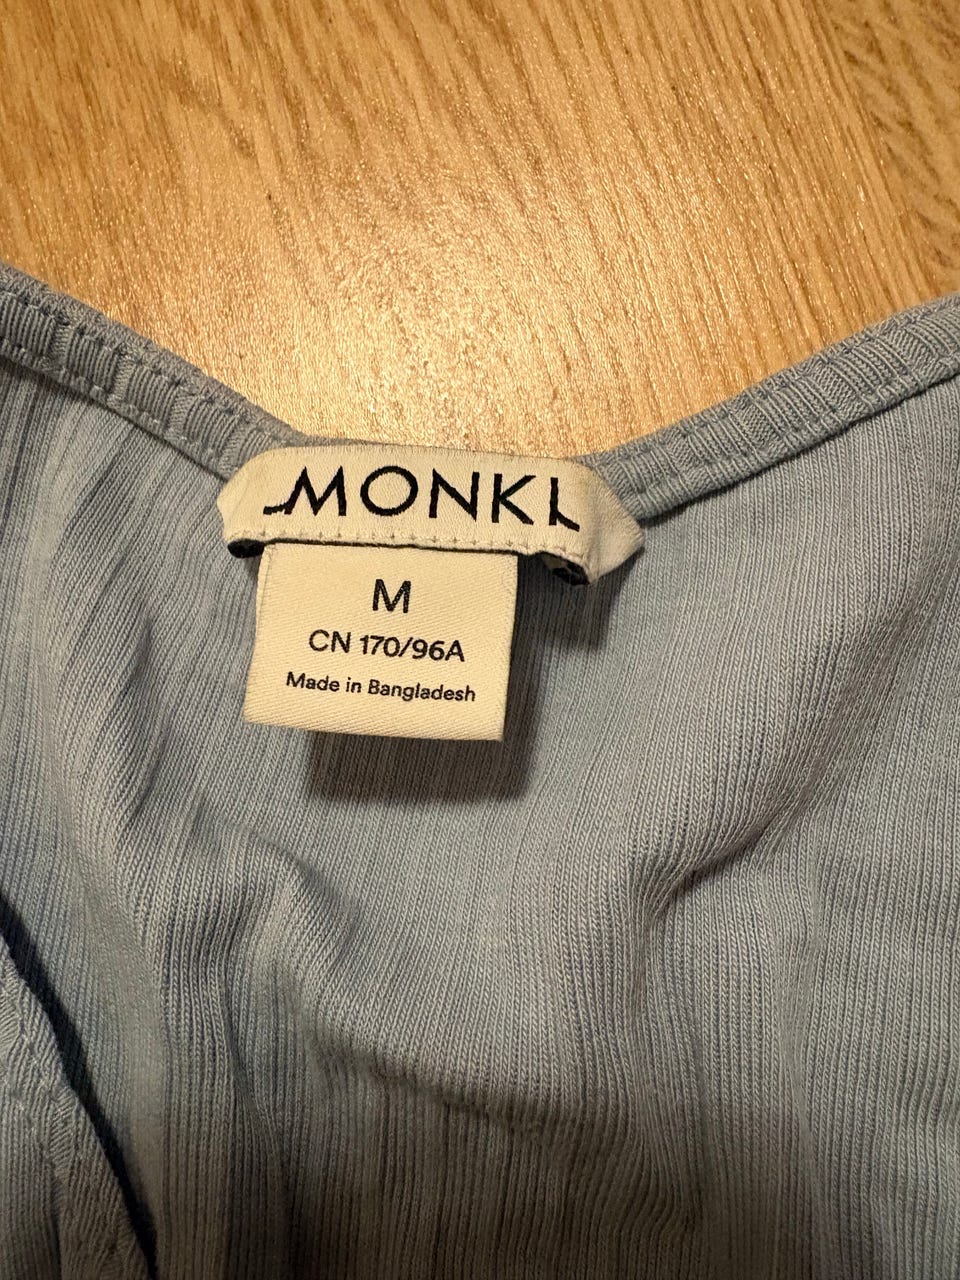 MONKI
M
CN 170/96A
Made in Bangladesh